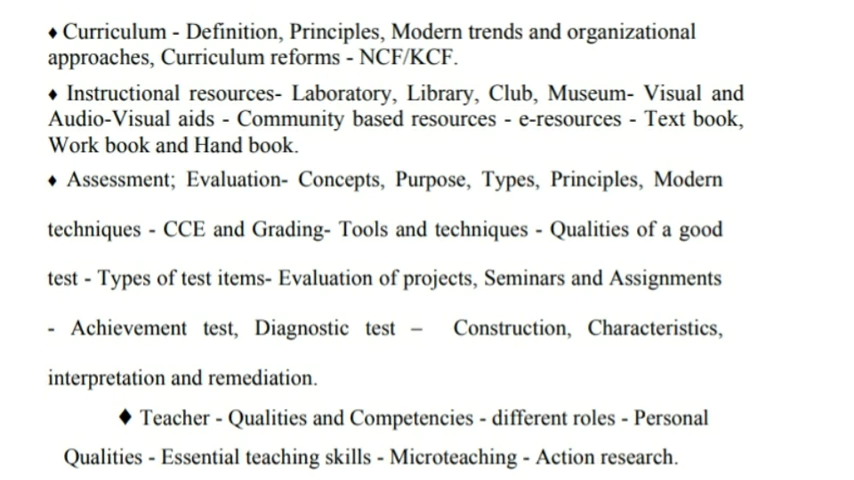 ♦ Curriculum - Definition, Principles, Modern trends and organizational
approaches, Curriculum reforms - NCF/KCF.
♦ Instructional resources- Laboratory, Library, Club, Museum- Visual and
Audio-Visual aids - Community based resources - e-resources - Text book,
Work book and Hand book.
♦ Assessment; Evaluation- Concepts, Purpose, Types, Principles, Modern
techniques - CCE and Grading- Tools and techniques - Qualities of a good
test - Types of test items- Evaluation of projects, Seminars and Assignments
- Achievement test, Diagnostic test – Construction, Characteristics,
interpretation and remediation.
♦ Teacher - Qualities and Competencies - different roles - Personal
Qualities - Essential teaching skills - Microteaching - Action research.